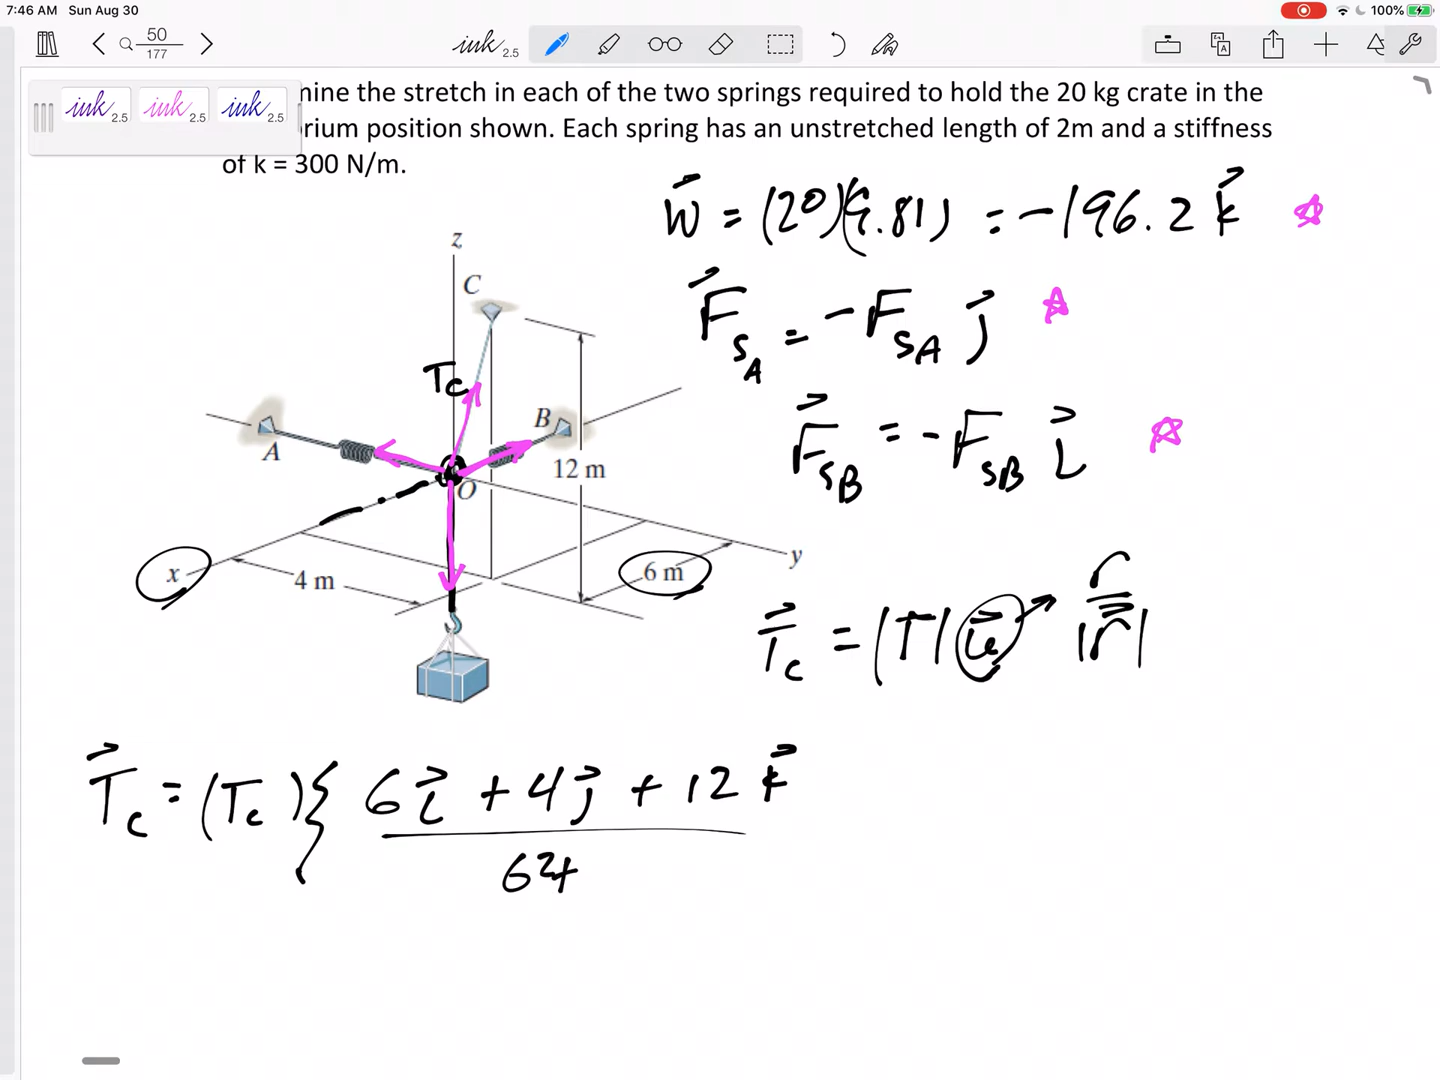 7:46 AM Sun Aug 30
100%
50
177
ink 2.5
ink 2.5 ink 2.5 ink 2.5
nine the stretch in each of the two springs required to hold the 20 kg crate in the
rium position shown. Each spring has an unstretched length of 2m and a stiffness
of k = 300 N/m.
W = (20)(9.81) = -196.2 k
F_SA = -F_SA j
F_SB = -F_SB i
z
C
Tc
A
B
O
12 m
x
4 m
6 m
y
T_c = |T| u → r / |r|
T_c = (T_c) { 6i + 4j + 12k
62+